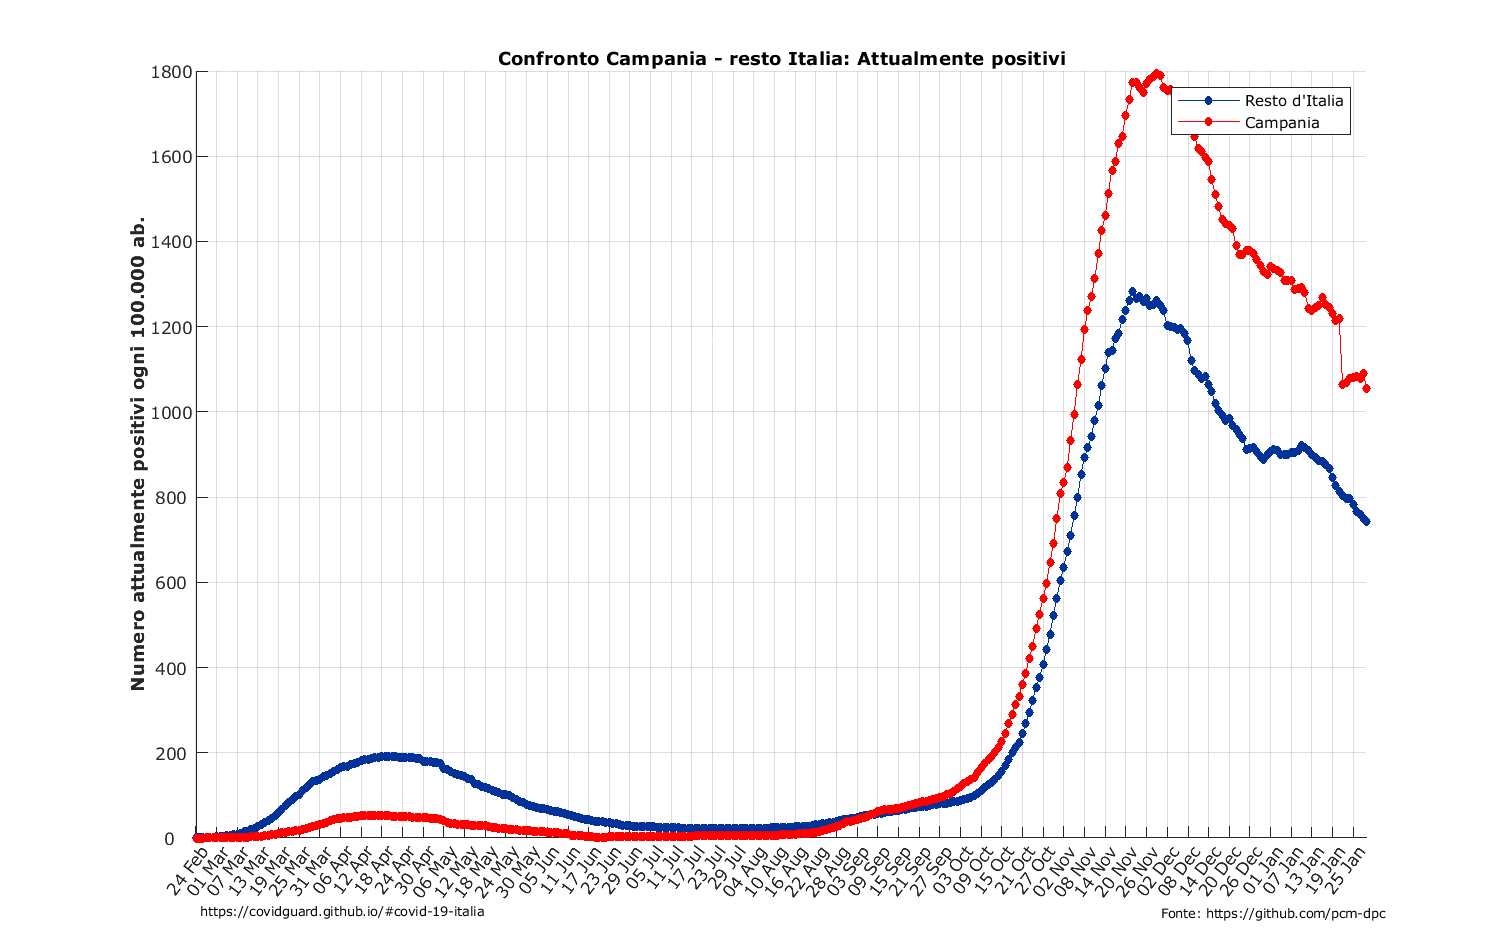 Confronto Campania - resto Italia: Attualmente positivi
Numero attualmente positivi ogni 100.000 ab.
1800
1600
1400
1200
1000
800
600
400
200
0
Resto d'Italia
Campania
24 Feb
01 Mar
07 Mar
13 Mar
19 Mar
25 Mar
31 Mar
06 Apr
12 Apr
18 Apr
24 Apr
30 Apr
06 May
12 May
18 May
24 May
30 May
05 Jun
11 Jun
17 Jun
23 Jun
29 Jun
05 Jul
11 Jul
17 Jul
23 Jul
29 Jul
04 Aug
10 Aug
16 Aug
22 Aug
28 Aug
03 Sep
09 Sep
15 Sep
21 Sep
27 Sep
03 Oct
09 Oct
15 Oct
21 Oct
27 Oct
02 Nov
08 Nov
14 Nov
20 Nov
26 Nov
02 Dec
08 Dec
14 Dec
20 Dec
26 Dec
01 Jan
07 Jan
13 Jan
19 Jan
25 Jan
https://covidguard.github.io/#covid-19-italia
Fonte: https://github.com/pcm-dpc